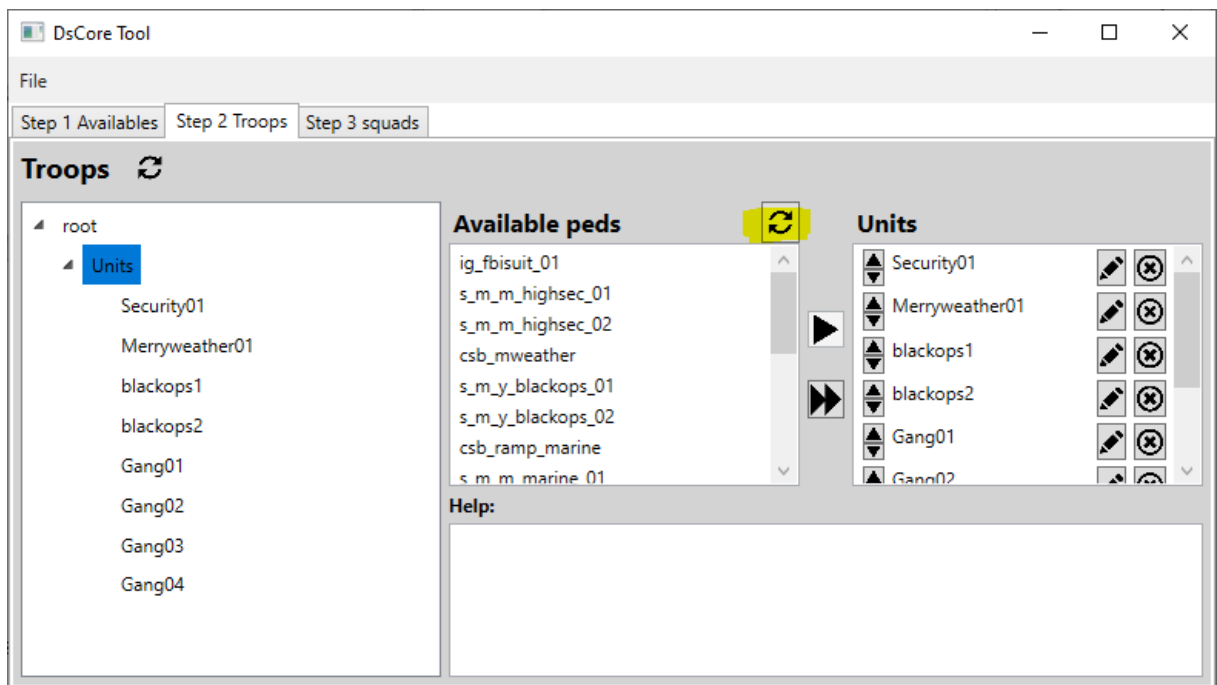 DsCore Tool
File
Step 1 Availables Step 2 Troops Step 3 squads
Troops
root
Units
Security01
Merryweather01
blackops1
blackops2
Gang01
Gang02
Gang03
Gang04
Available peds
ig_fbisuit_01
s_m_m_highsec_01
s_m_m_highsec_02
csb_mweather
s_m_y_blackops_01
s_m_y_blackops_02
csb_ramp_marine
s_m_m_marine_01
Units
Security01
Merryweather01
blackops1
blackops2
Gang01
Gang02
Help: